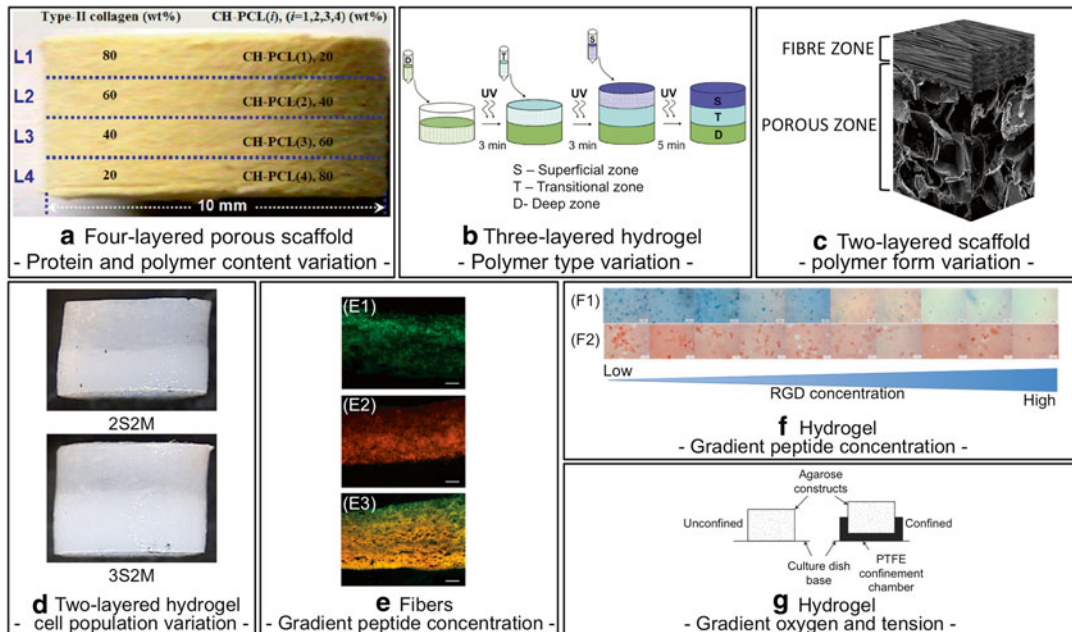 Type-II collagen (wt%) CH-PCL(i), (i=1,2,3,4) (wt%)
L1 80 CH-PCL(1), 20
L2 60 CH-PCL(2), 40
L3 40 CH-PCL(3), 60
L4 20 CH-PCL(4), 80
10 mm
a Four-layered porous scaffold
- Protein and polymer content variation -
D
T
S
UV
3 min
UV
3 min
UV
5 min
S
T
D
S – Superficial zone
T – Transitional zone
D- Deep zone
b Three-layered hydrogel
- Polymer type variation -
FIBRE ZONE
POROUS ZONE
c Two-layered scaffold
- polymer form variation -
2S2M
3S2M
d Two-layered hydrogel
- cell population variation -
(E1)
(E2)
(E3)
e Fibers
- Gradient peptide concentration -
(F1)
(F2)
Low
RGD concentration
High
f Hydrogel
- Gradient peptide concentration -
Agarose
constructs
Unconfined
Confined
Culture dish
base
PTFE
confinement
chamber
g Hydrogel
- Gradient oxygen and tension -